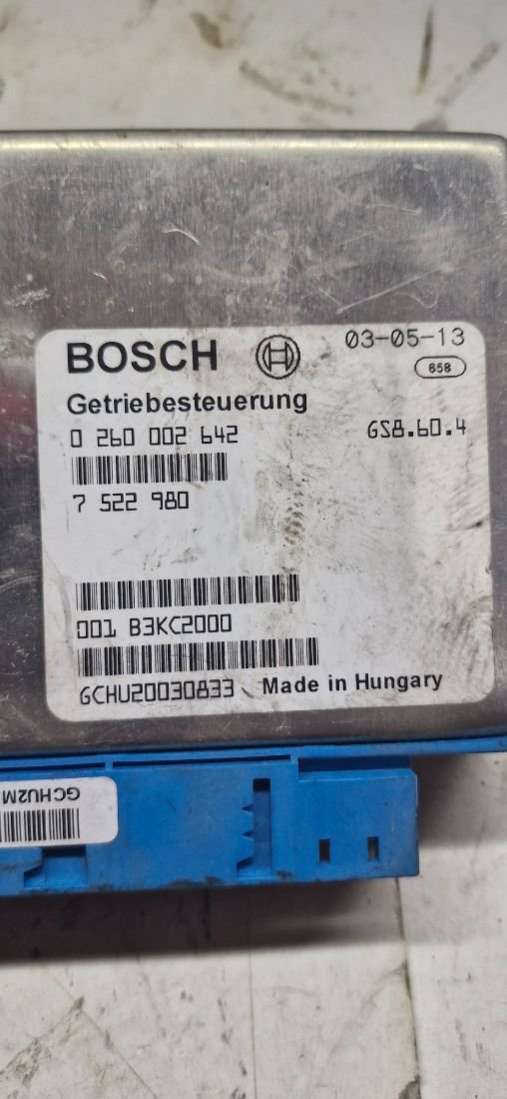 BOSCH
03-05-13
658
Getriebesteuerung
0 260 002 642
GS8.60.4
7 522 980
001 B3KC2000
GCHU20030833
Made in Hungary
GCHU2M